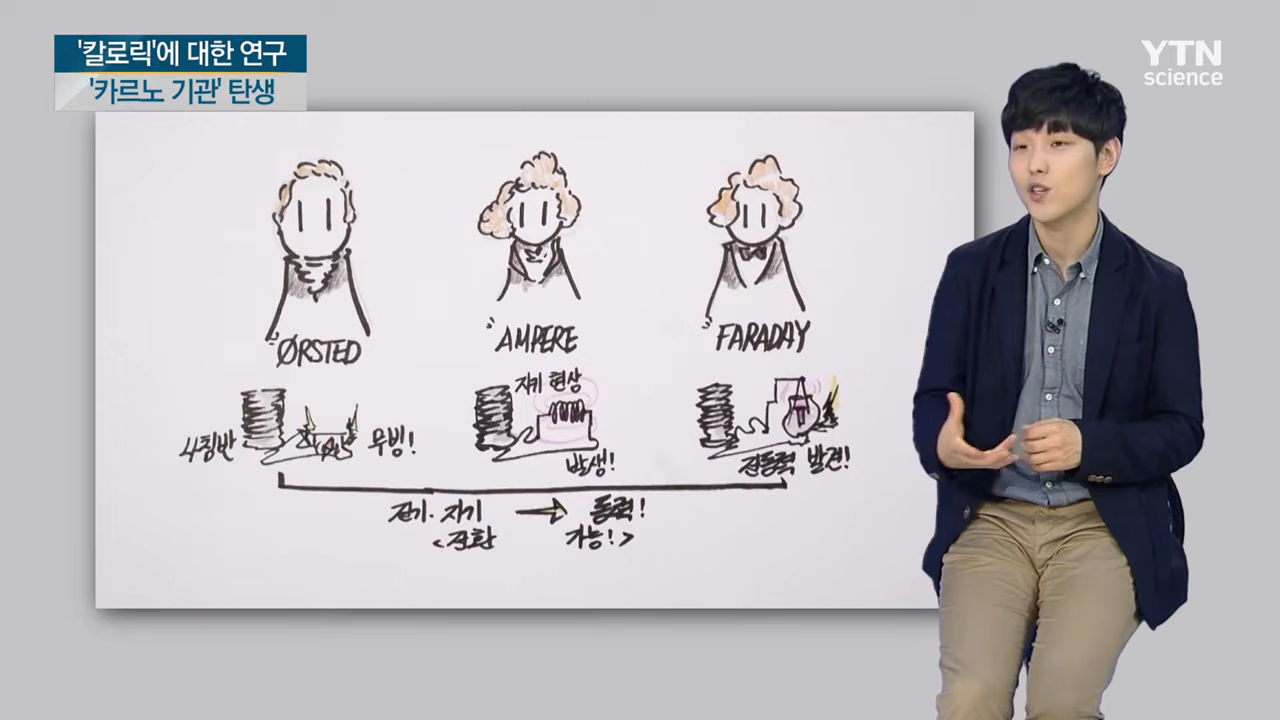 '칼로릭'에 대한 연구
'카르노 기관' 탄생
YTN
science
ØRSTED
AMPERE
FARADAY
자기 현상
나침반
무빙!
발생!
전동력 발견!
전기·자기 → 동력!
<전환 가능!>